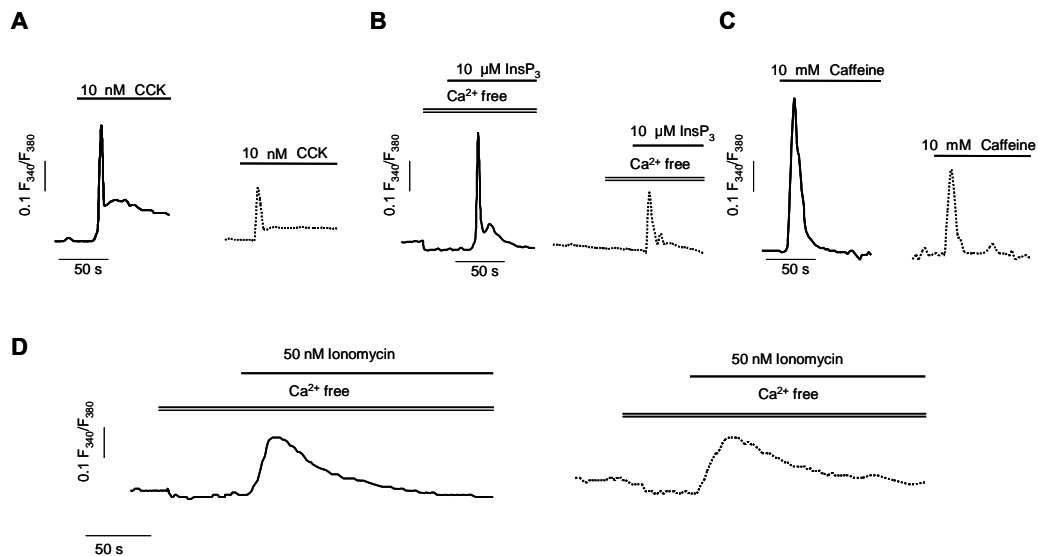 A
B
C
10 nM CCK
10 nM CCK
0.1 F340/F380
50 s
10 µM InsP3
Ca2+ free
10 µM InsP3
Ca2+ free
0.1 F340/F380
50 s
10 mM Caffeine
10 mM Caffeine
0.1 F340/F380
50 s
D
50 nM Ionomycin
Ca2+ free
0.1 F340/F380
50 s
50 nM Ionomycin
Ca2+ free